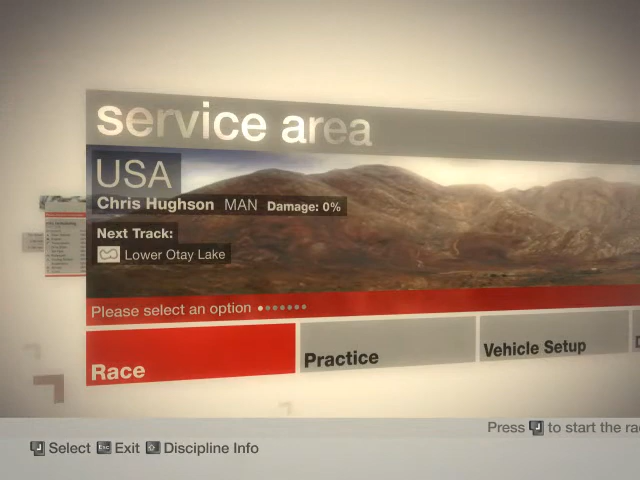 service area
USA
Chris Hughson MAN Damage: 0%
Next Track:
Lower Otay Lake
Please select an option
Race
Practice
Vehicle Setup
Press to start the ra
Select Esc Exit Discipline Info